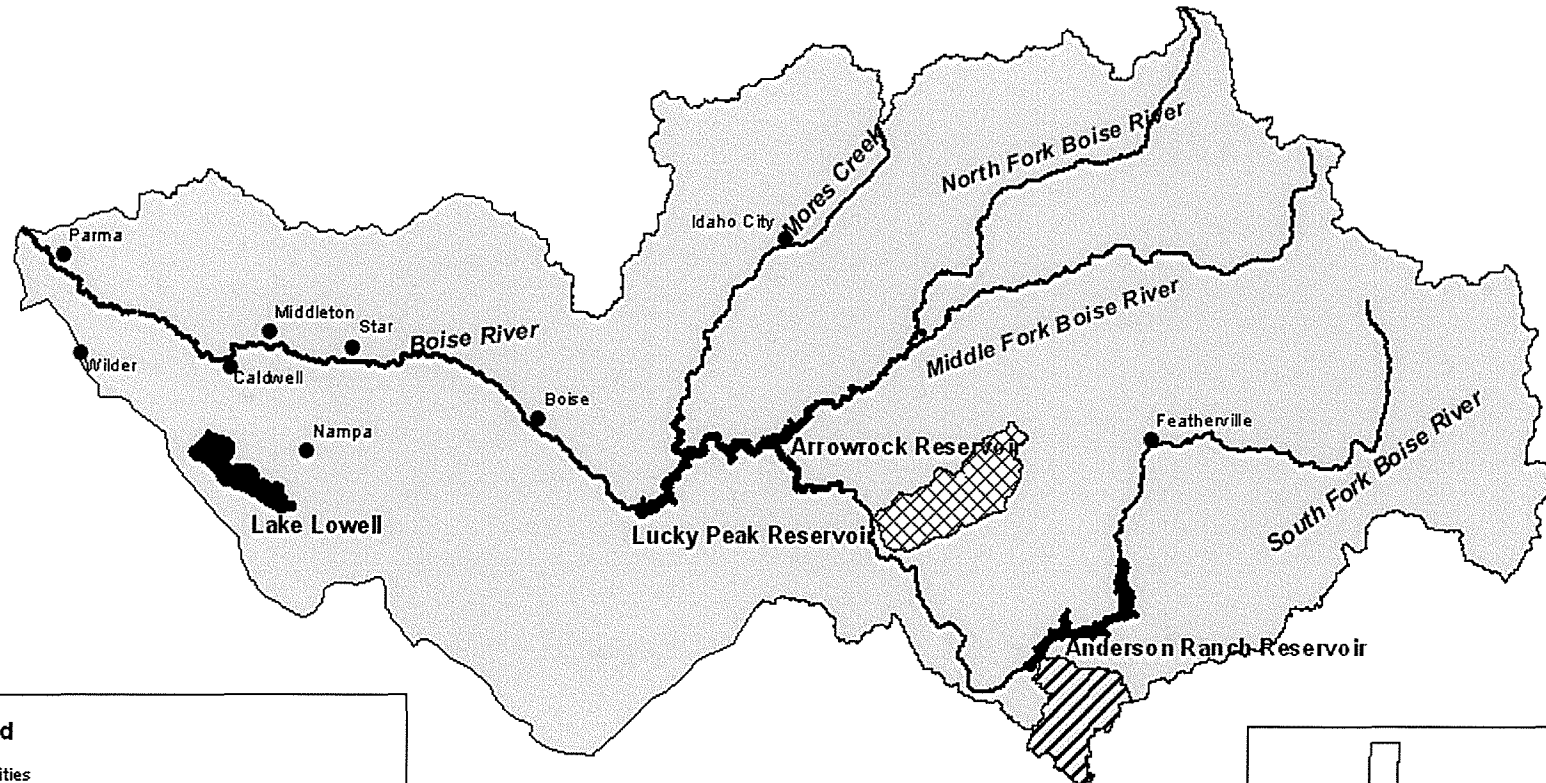 North Fork Boise River
Mores Creek
Idaho City
Parma
Middle Fork Boise River
Middleton
Star
Boise River
Wilder
Caldwell
Boise
Featherville
Nampa
Arrowrock Reservoir
South Fork Boise River
Lake Lowell
Lucky Peak Reservoir
Anderson Ranch Reservoir